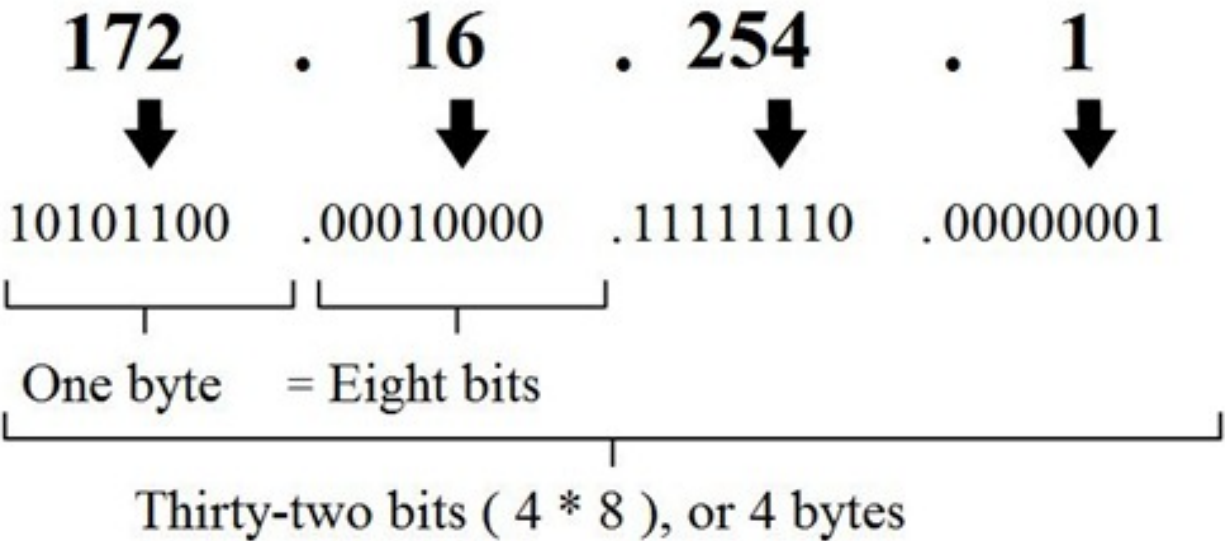 172 . 16 . 254 . 1
10101100 .00010000 .11111110 .00000001
One byte = Eight bits
Thirty-two bits ( 4 * 8 ), or 4 bytes